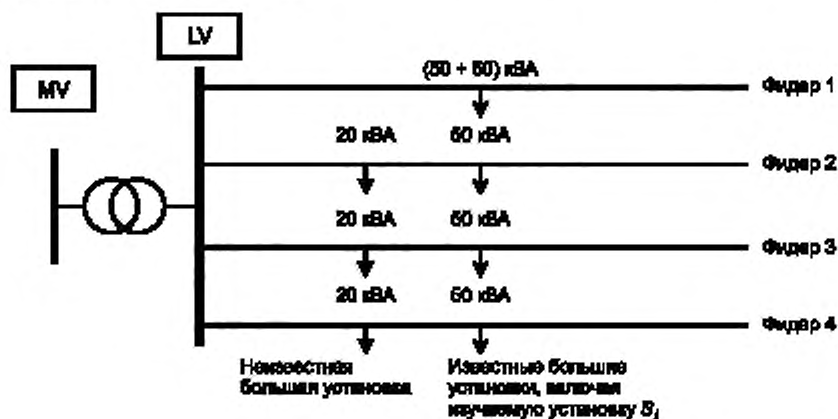 LV
MV
(50 + 50) кВА
Фидер 1
20 кВА 50 кВА
Фидер 2
20 кВА 50 кВА
Фидер 3
20 кВА 50 кВА
Фидер 4
Неизвестная
большая установка
Известные большие
установки, включая
изучаемую установку Sᵢ